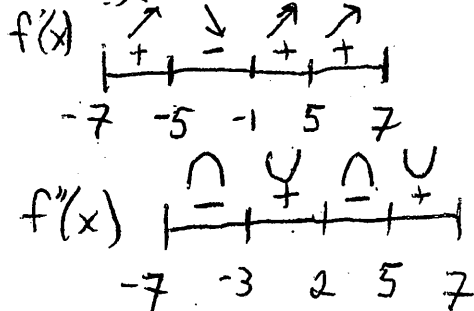 f'(x) + - + +
-7 -5 -1 5 7
f''(x) - + - +
-7 -3 2 5 7